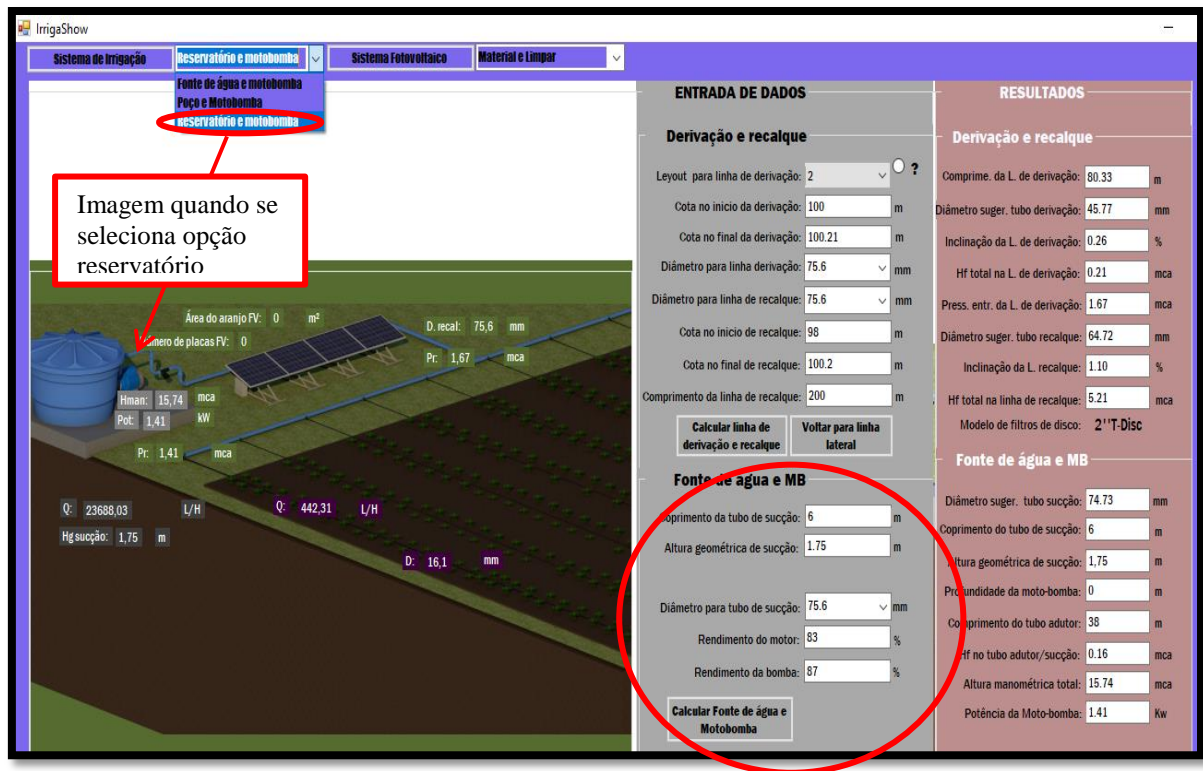 IrrigaShow
Sistema de Irrigação
Reservatório e motobomba
Sistema Fotovoltaico
Material e Limpar
Fonte de água e motobomba
Poço e Motobomba
Reservatório e motobomba
Imagem quando se
seleciona opção
reservatório
Área do aranjo FV: 0 m²
de placas FV: 0
D. recal: 75,6 mm
Pr: 1,67 mca
Hman: 15,74 mca
Pot: 1,41 kW
Pr: 1,41 mca
Q: 23688,03 L/H
Q: 442,31 L/H
Hg sucção: 1,75 m
D: 16,1 mm
ENTRADA DE DADOS
Derivação e recalque
Leyout para linha de derivação: 2 ?
Cota no inicio da derivação: 100 m
Cota no final da derivação: 100.21 m
Diâmetro para linha derivação: 75.6 mm
Diâmetro para linha de recalque: 75.6 mm
Cota no inicio de recalque: 98 m
Cota no final de recalque: 100.2 m
Comprimento da linha de recalque: 200 m
Calcular linha de
derivação e recalque
Voltar para linha
lateral
Fonte de agua e MB
Coprimento da tubo de sucção: 6 m
Altura geométrica de sucção: 1.75 m
Diâmetro para tubo de sucção: 75.6 mm
Rendimento do motor: 83 %
Rendimento da bomba: 87 %
Calcular Fonte de água e
Motobomba
RESULTADOS
Derivação e recalque
Comprime. da L. de derivação: 80.33 m
Diâmetro suger. tubo derivação: 45.77 mm
Inclinação da L. de derivação: 0.26 %
Hf total na L. de derivação: 0.21 mca
Press. entr. da L. de derivação: 1.67 mca
Diâmetro suger. tubo recalque: 64.72 mm
Inclinação da L. recalque: 1.10 %
Hf total na linha de recalque: 5.21 mca
Modelo de filtros de disco: 2''T-Disc
Fonte de água e MB
Diâmetro suger. tubo sucção: 74.73 mm
Coprimento do tubo de sucção: 6 m
Altura geométrica de sucção: 1,75 m
Profundidade da moto-bomba: 0 m
Comprimento do tubo adutor: 38 m
Hf no tubo adutor/sucção: 0.16 mca
Altura manométrica total: 15.74 mca
Potência da Moto-bomba: 1.41 Kw